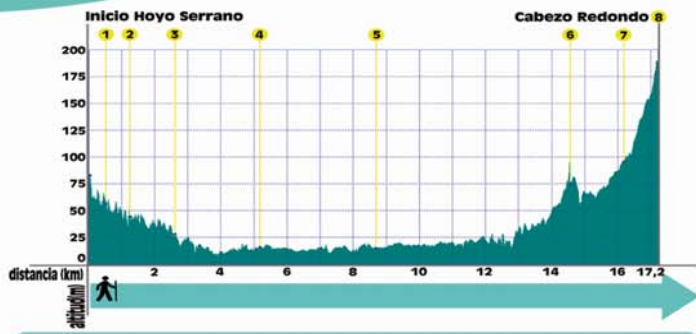 Inicio Hoyo Serrano
Cabezo Redondo 8
1 2 3 4 5 6 7
200
175
150
125
100
75
50
25
0
distancia (km) 2 4 6 8 10 12 14 16 17,2
altitud(m)